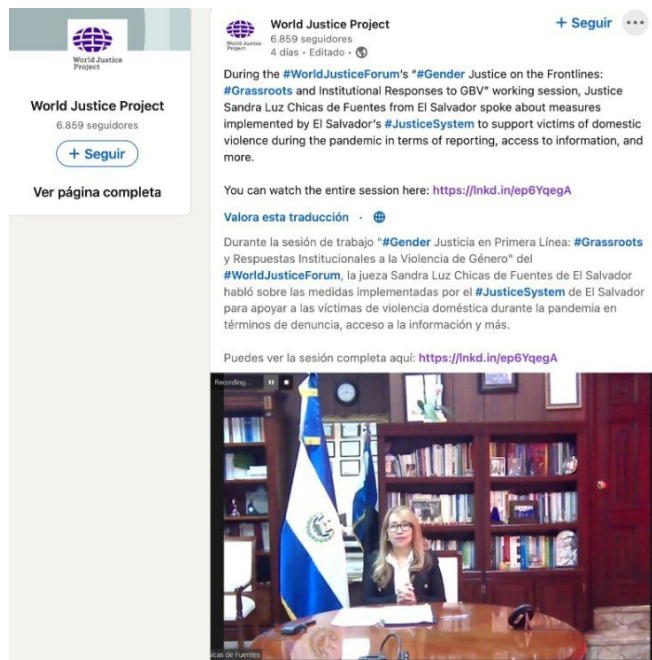 World Justice
Project
World Justice Project
6.859 seguidores
+ Seguir
Ver página completa
World Justice
Project
World Justice Project
6.859 seguidores
4 días • Editado •
+ Seguir
During the #WorldJusticeForum's "#Gender Justice on the Frontlines:
#Grassroots and Institutional Responses to GBV" working session, Justice
Sandra Luz Chicas de Fuentes from El Salvador spoke about measures
implemented by El Salvador's #JusticeSystem to support victims of domestic
violence during the pandemic in terms of reporting, access to information, and
more.
You can watch the entire session here: https://lnkd.in/ep6YqegA
Valora esta traducción ·
Durante la sesión de trabajo "#Gender Justicia en Primera Línea: #Grassroots
y Respuestas Institucionales a la Violencia de Género" del
#WorldJusticeForum, la jueza Sandra Luz Chicas de Fuentes de El Salvador
habló sobre las medidas implementadas por el #JusticeSystem de El Salvador
para apoyar a las víctimas de violencia doméstica durante la pandemia en
términos de denuncia, acceso a la información y más.
Puedes ver la sesión completa aquí: https://lnkd.in/ep6YqegA
Recording...
icas de Fuentes